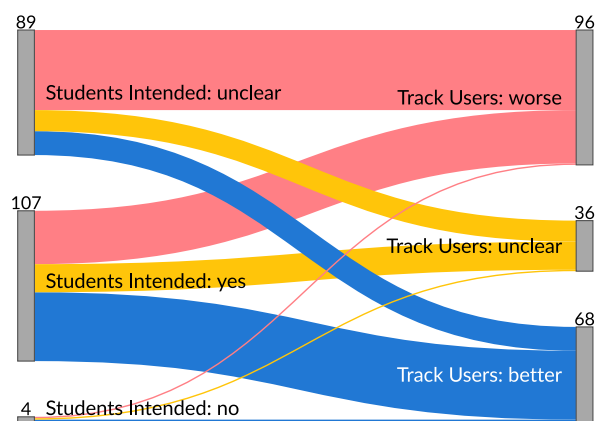 89
96
Students Intended: unclear
Track Users: worse
107
36
Track Users: unclear
Students Intended: yes
68
Track Users: better
4
Students Intended: no